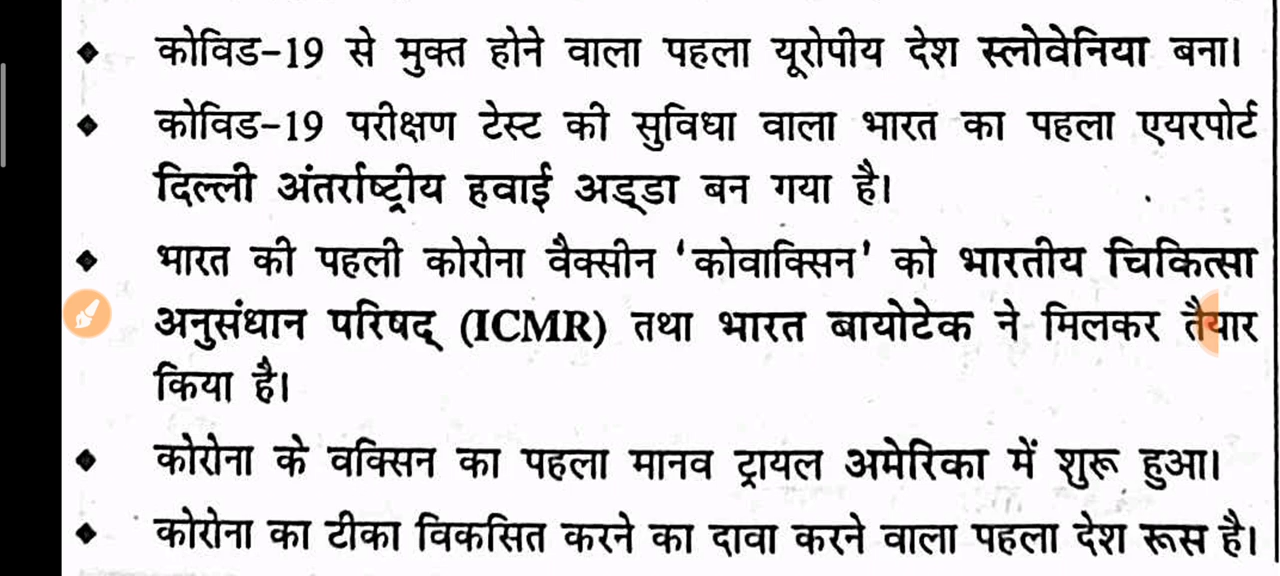 ◆ कोविड-19 से मुक्त होने वाला पहला यूरोपीय देश स्लोवेनिया बना।
◆ कोविड-19 परीक्षण टेस्ट की सुविधा वाला भारत का पहला एयरपोर्ट
दिल्ली अंतर्राष्ट्रीय हवाई अड्डा बन गया है।
◆ भारत की पहली कोरोना वैक्सीन 'कोवाक्सिन' को भारतीय चिकित्सा
अनुसंधान परिषद् (ICMR) तथा भारत बायोटेक ने मिलकर तैयार
किया है।
◆ कोरोना के वक्सिन का पहला मानव ट्रायल अमेरिका में शुरू हुआ।
◆ कोरोना का टीका विकसित करने का दावा करने वाला पहला देश रूस है।